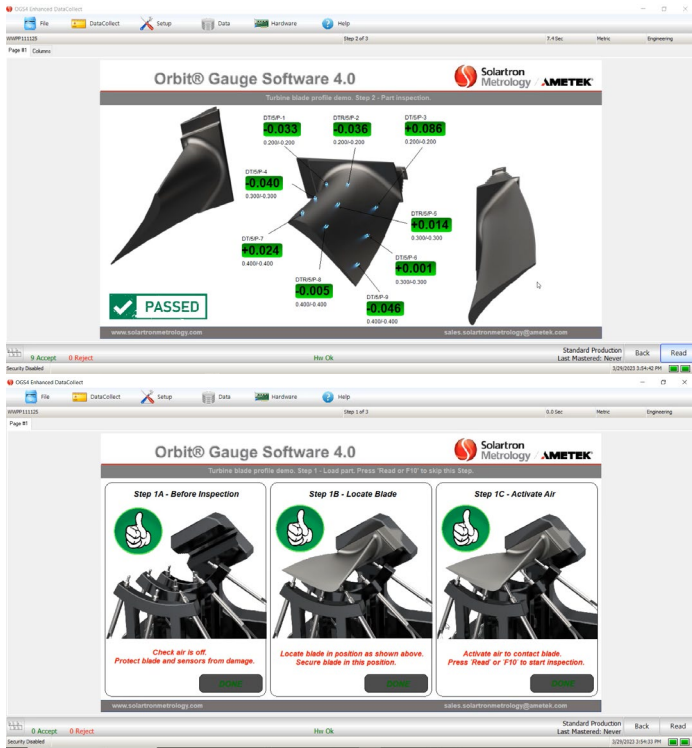 OGS4 Enhanced DataCollect
File DataCollect Setup Data Hardware Help
WWPP111125 Step 2 of 3 7.4 Sec Metric Engineering
Page #1 Columns
Orbit® Gauge Software 4.0
Solartron
Metrology / AMETEK®
Turbine blade profile demo. Step 2 - Part inspection.
DT/5/P-1 DTR/5/P-2 DT/5/P-3
-0.033 -0.036 +0.086
0.200/-0.200 0.200/-0.200 0.200/-0.200
DT/5/P-4
-0.040
0.300/-0.300
DTR/5/P-5
+0.014
0.300/-0.300
DT/5/P-7
+0.024
0.400/-0.400
DT/5/P-6
+0.001
0.300/-0.300
DTR/5/P-8
-0.005
0.400/-0.400
DT/5/P-9
-0.046
0.400/-0.400
PASSED
www.solartronmetrology.com sales.solartronmetrology@ametek.com
9 Accept 0 Reject Hw Ok Standard Production
Last Mastered: Never
Back Read
Security Disabled 3/29/2023 3:54:42 PM
OGS4 Enhanced DataCollect
File DataCollect Setup Data Hardware Help
WWPP111125 Step 1 of 3 0.0 Sec Metric Engineering
Page #1
Orbit® Gauge Software 4.0
Solartron
Metrology / AMETEK®
Turbine blade profile demo. Step 1 - Load part. Press 'Read or F10' to skip this Step.
Step 1A - Before Inspection
Check air is off.
Protect blade and sensors from damage.
DONE
Step 1B - Locate Blade
Locate blade in position as shown above.
Secure blade in this position.
DONE
Step 1C - Activate Air
Activate air to contact blade.
Press 'Read' or 'F10' to start inspection.
DONE
www.solartronmetrology.com sales.solartronmetrology@ametek.com
0 Accept 0 Reject Hw Ok Standard Production
Last Mastered: Never
Back Read
Security Disabled 3/29/2023 3:54:33 PM